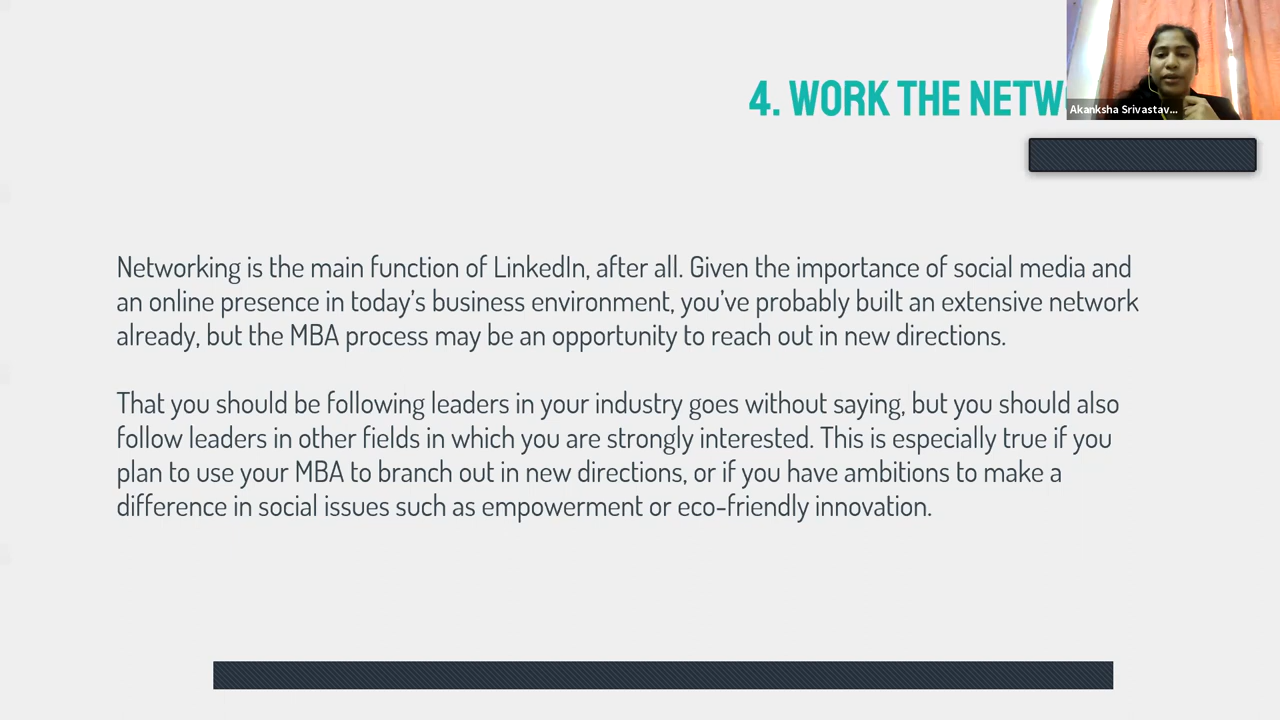 4. WORK THE NETW
Akanksha Srivastav...
Networking is the main function of LinkedIn, after all. Given the importance of social media and
an online presence in today's business environment, you've probably built an extensive network
already, but the MBA process may be an opportunity to reach out in new directions.
That you should be following leaders in your industry goes without saying, but you should also
follow leaders in other fields in which you are strongly interested. This is especially true if you
plan to use your MBA to branch out in new directions, or if you have ambitions to make a
difference in social issues such as empowerment or eco-friendly innovation.